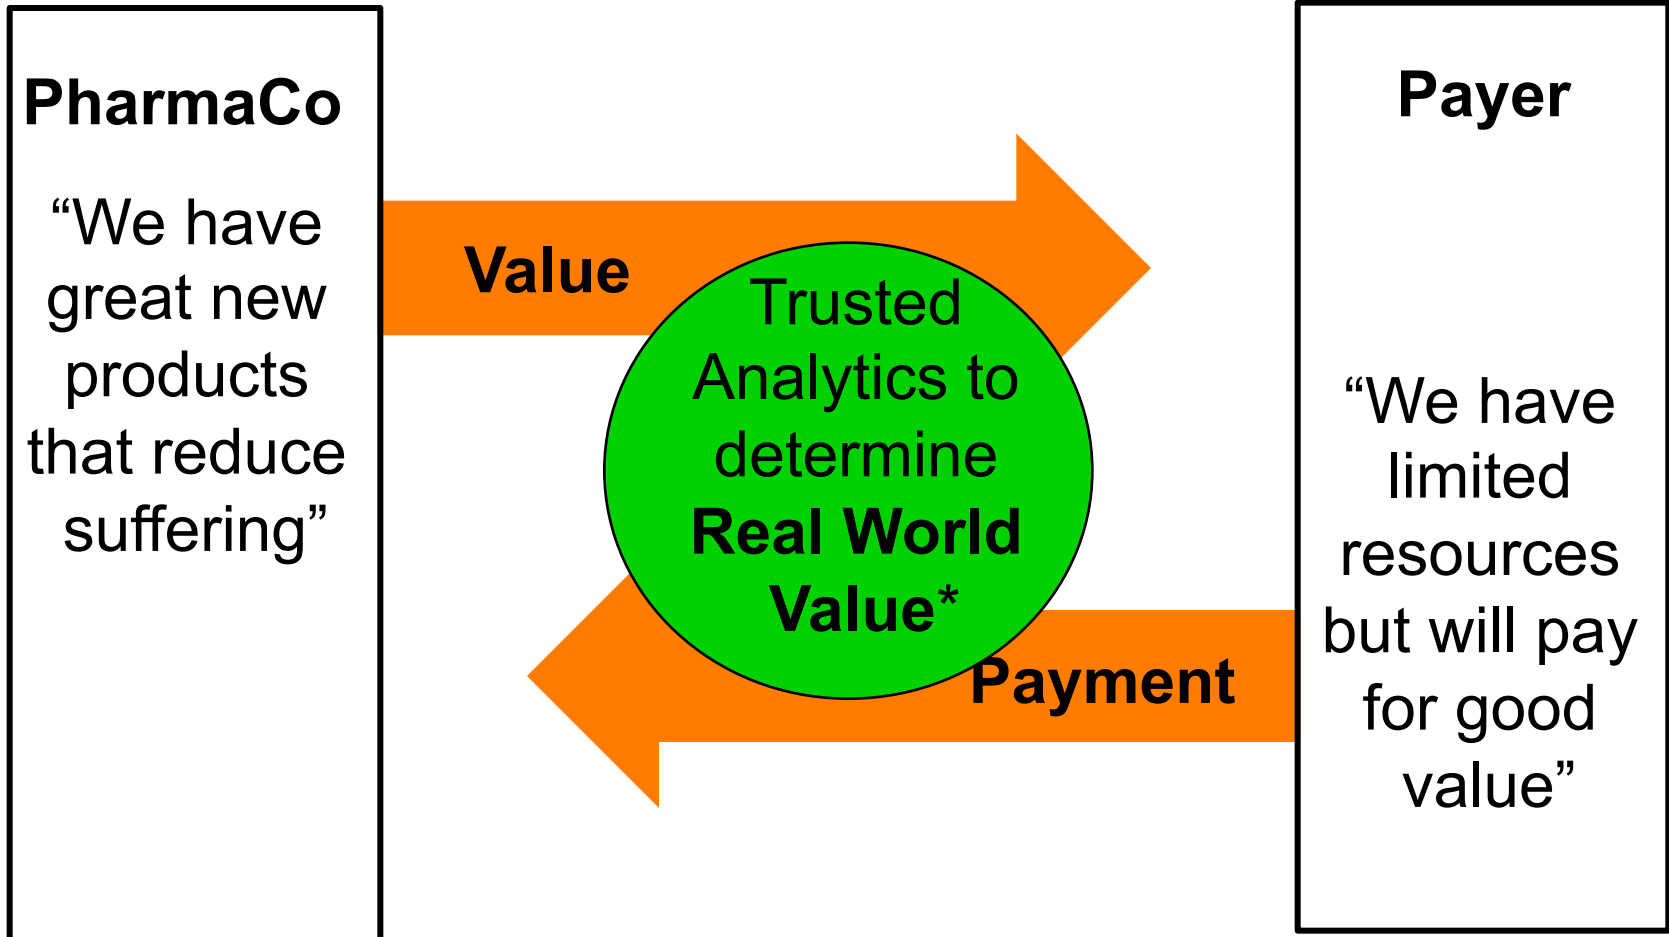 PharmaCo
“We have
great new
products
that reduce
suffering”
Value
Trusted
Analytics to
determine
Real World
Value*
Payment
Payer
“We have
limited
resources
but will pay
for good
value”